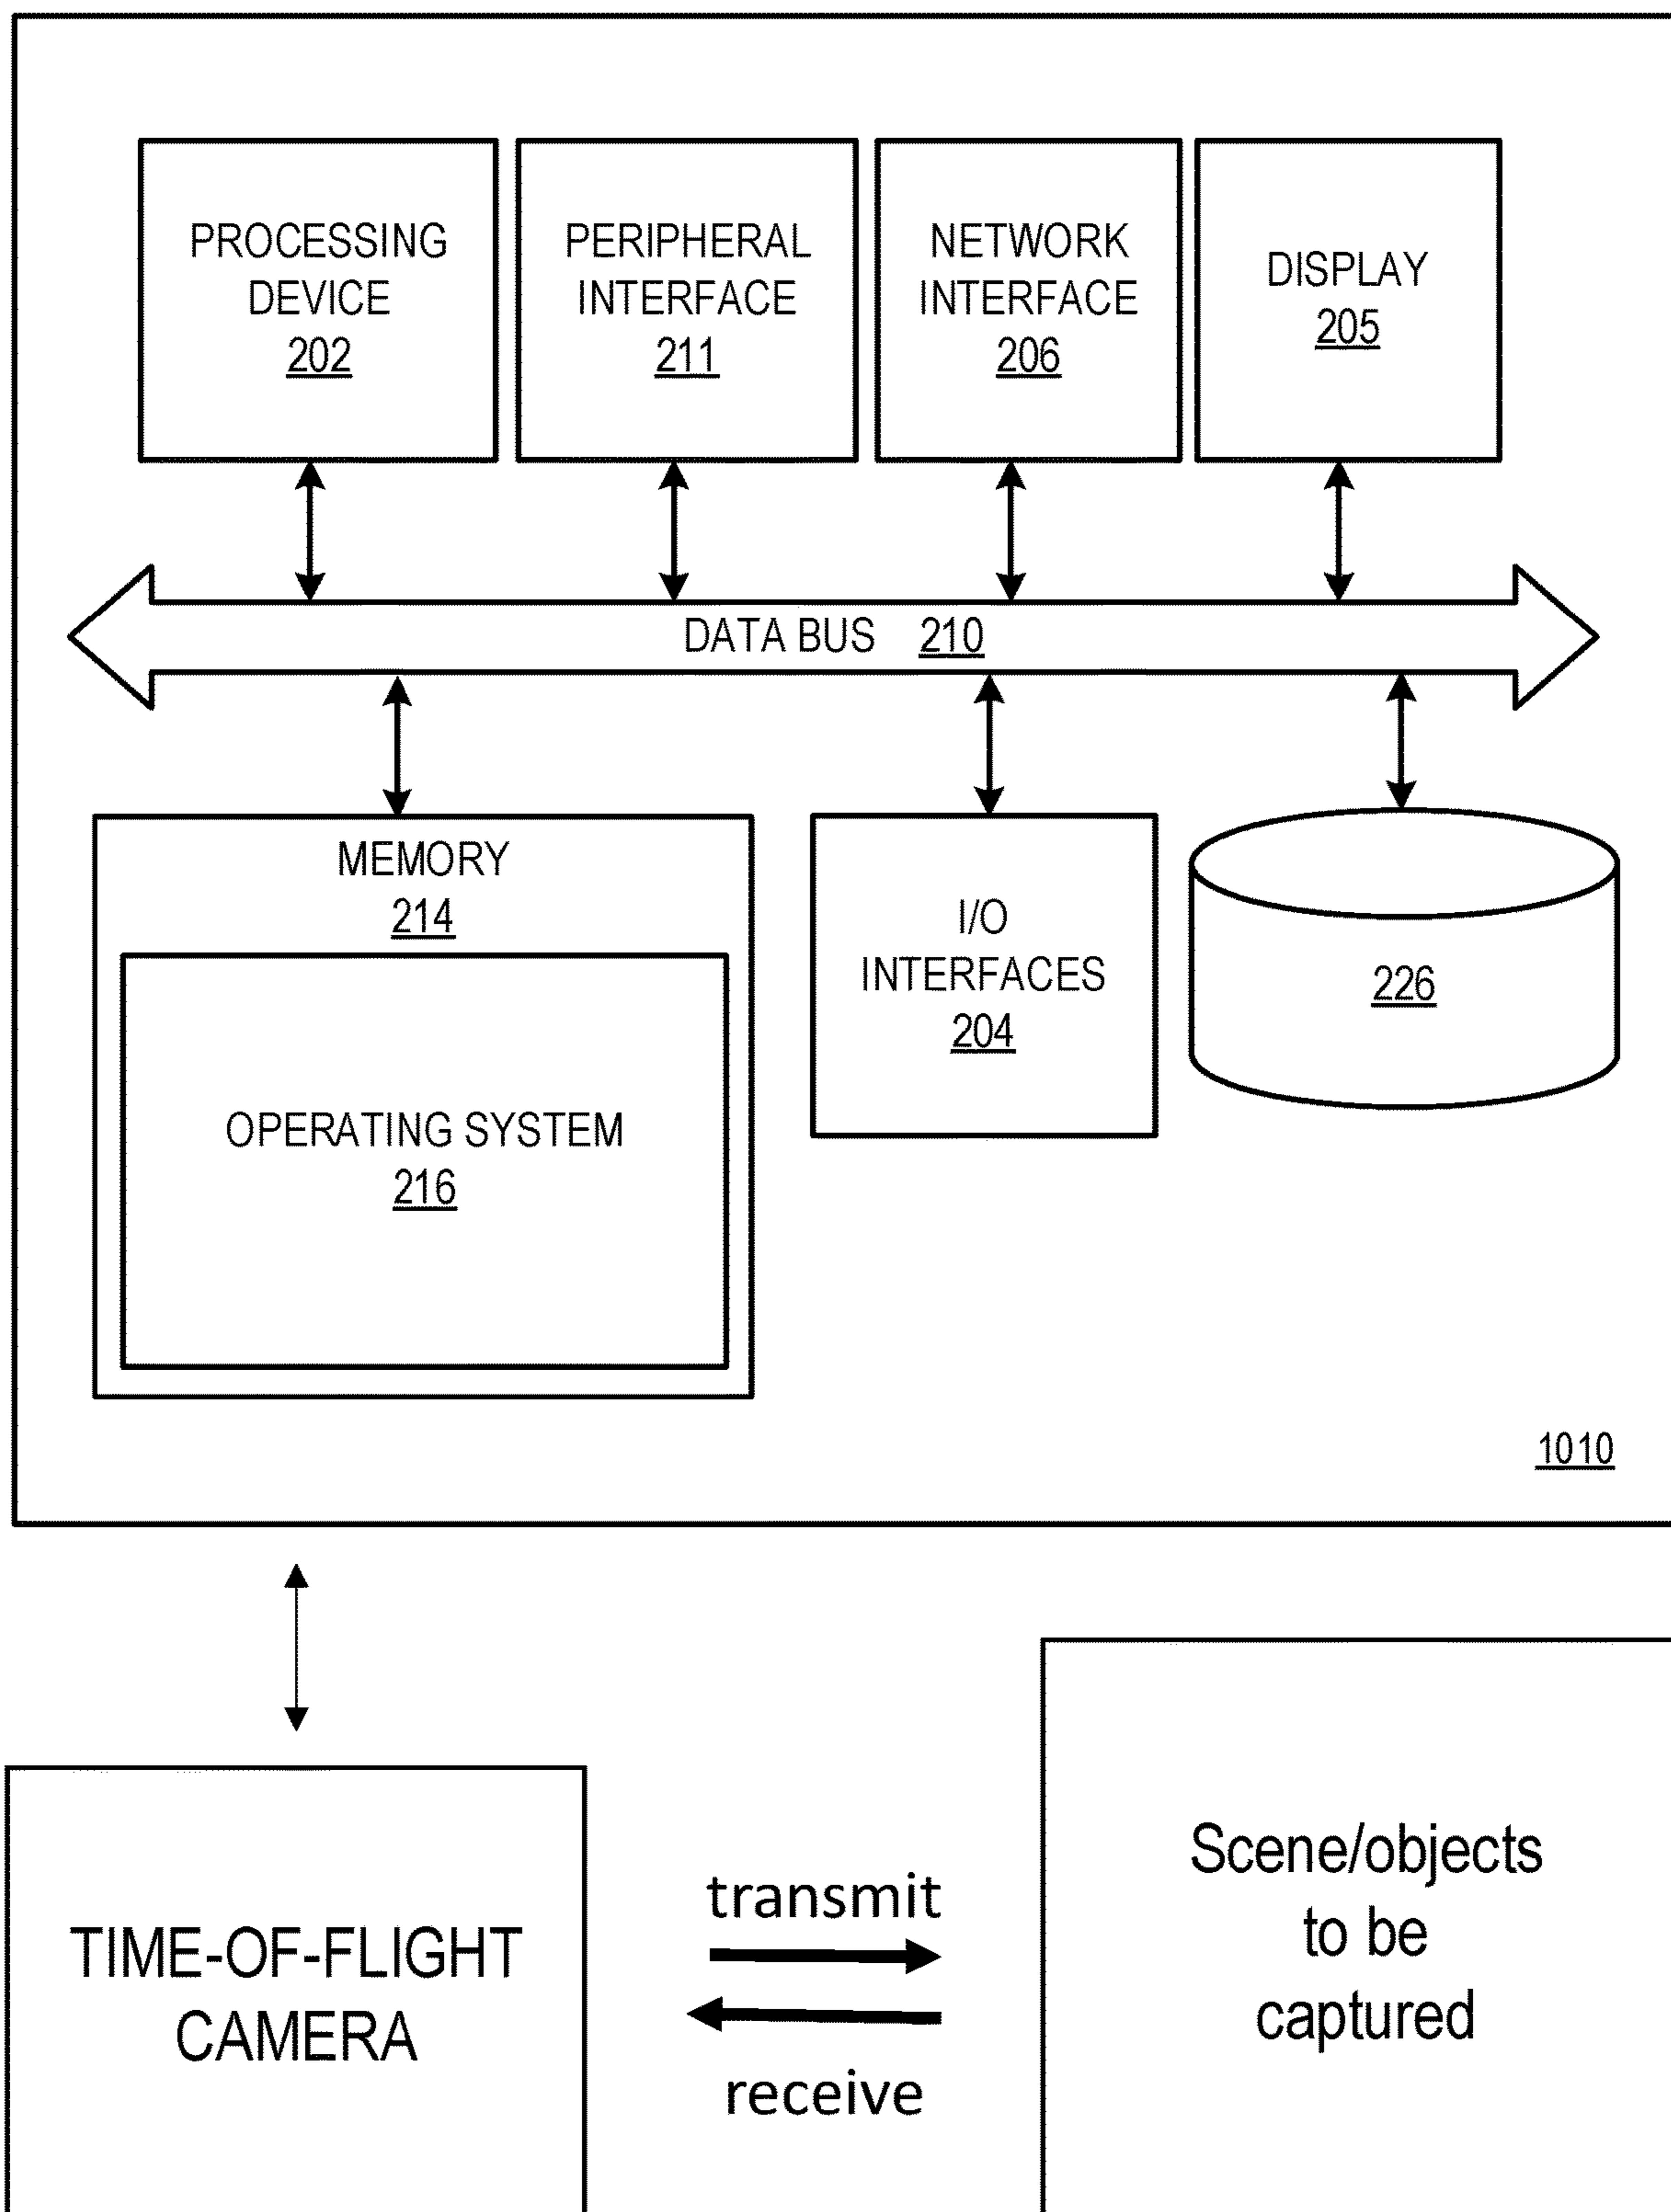 PROCESSING
DEVICE
202
PERIPHERAL
INTERFACE
211
NETWORK
INTERFACE
206
DISPLAY
205
DATA BUS 210
MEMORY
214
OPERATING SYSTEM
216
I/O
INTERFACES
204
226
1010
TIME-OF-FLIGHT
CAMERA
transmit
receive
Scene/objects
to be
captured